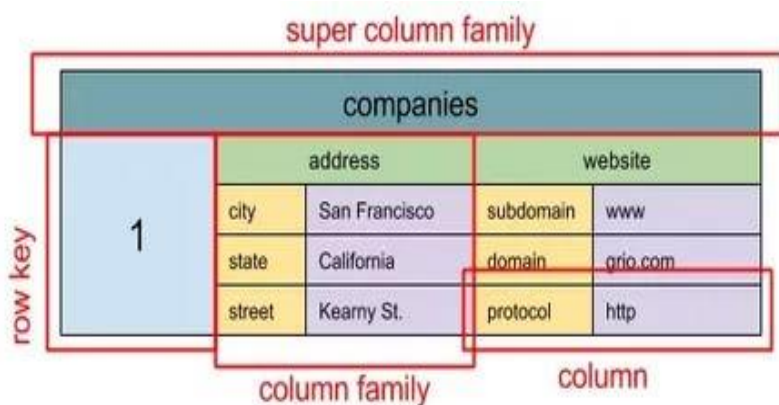 super column family
companies
address website
city San Francisco subdomain www
1
state California domain grio.com
street Kearny St. protocol http
row key
column family
column